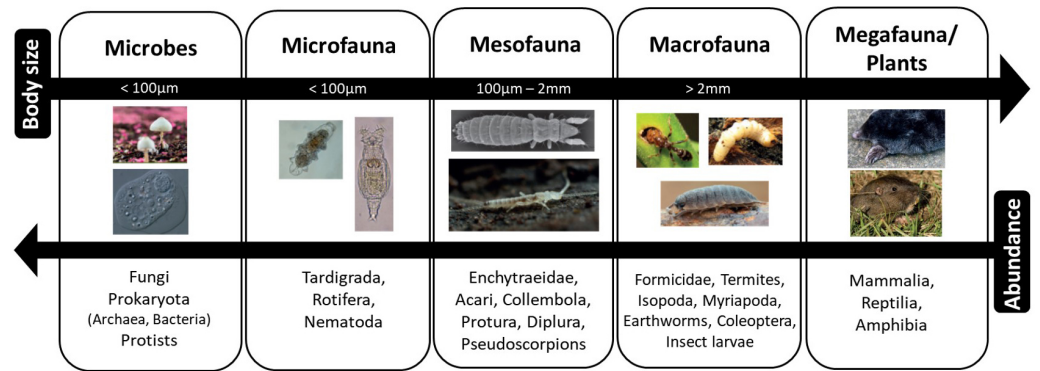 Body size
Microbes
< 100µm
Fungi
Prokaryota
(Archaea, Bacteria)
Protists
Microfauna
< 100µm
Tardigrada,
Rotifera,
Nematoda
Mesofauna
100µm – 2mm
Enchytraeidae,
Acari, Collembola,
Protura, Diplura,
Pseudoscorpions
Macrofauna
> 2mm
Formicidae, Termites,
Isopoda, Myriapoda,
Earthworms, Coleoptera,
Insect larvae
Megafauna/
Plants
Mammalia,
Reptilia,
Amphibia
Abundance